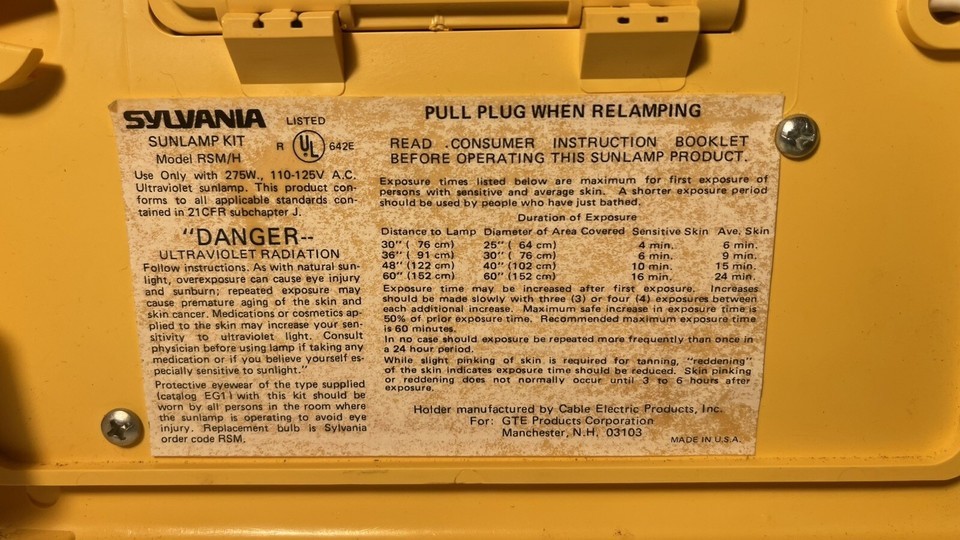 SYLVANIA
SUNLAMP KIT
Model RSM/H
LISTED
R UL 642E
Use Only with 275W., 110-125V A.C.
Ultraviolet sunlamp. This product con-
forms to all applicable standards con-
tained in 21CFR subchapter J.
"DANGER--
ULTRAVIOLET RADIATION
Follow instructions. As with natural sun-
light, overexposure can cause eye injury
and sunburn; repeated exposure may
cause premature aging of the skin and
skin cancer. Medications or cosmetics ap-
plied to the skin may increase your sen-
sitivity to ultraviolet light. Consult
physician before using lamp if taking any
medication or if you believe yourself es-
pecially sensitive to sunlight."
Protective eyewear of the type supplied
(catalog EG1) with this kit should be
worn by all persons in the room where
the sunlamp is operating to avoid eye
injury. Replacement bulb is Sylvania
order code RSM.
PULL PLUG WHEN RELAMPING
READ .CONSUMER INSTRUCTION BOOKLET
BEFORE OPERATING THIS SUNLAMP PRODUCT.
Exposure times listed below are maximum for first exposure of
persons with sensitive and average skin. A shorter exposure period
should be used by people who have just bathed.
Duration of Exposure
Distance to Lamp Diameter of Area Covered Sensitive Skin Ave. Skin
30" ( 76 cm) 25" ( 64 cm) 4 min. 6 min.
36" ( 91 cm) 30" ( 76 cm) 6 min. 9 min.
48" (122 cm) 40" (102 cm) 10 min. 15 min.
60" (152 cm) 60" (152 cm) 16 min. 24 min.
Exposure time may be increased after first exposure. Increases
should be made slowly with three (3) or four (4) exposures between
each additional increase. Maximum safe increase in exposure time is
50% of prior exposure time. Recommended maximum exposure time
is 60 minutes.
In no case should exposure be repeated more frequently than once in
a 24 hour period.
While slight pinking of skin is required for tanning, "reddening"
of the skin indicates exposure time should be reduced. Skin pinking
or reddening does not normally occur until 3 to 6 hours after
exposure.
Holder manufactured by Cable Electric Products, Inc.
For: GTE Products Corporation
Manchester, N.H. 03103
MADE IN U.S.A.